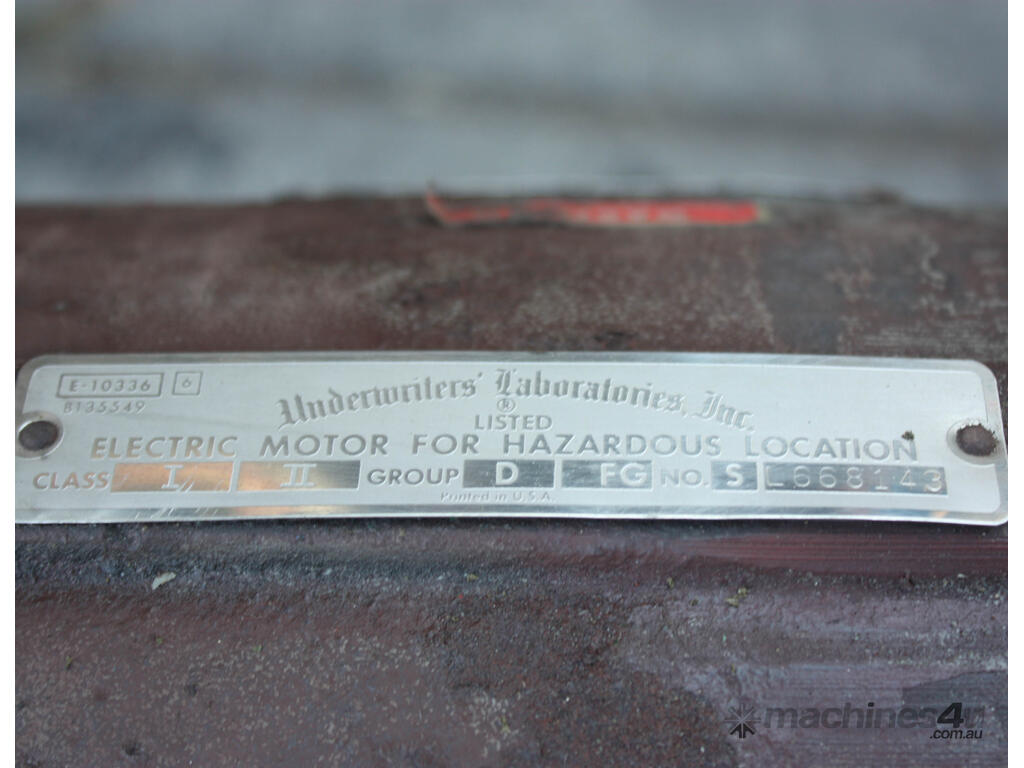 E-10336 6
8135549
Underwriters' Laboratories, Inc.
®
LISTED
ELECTRIC MOTOR FOR HAZARDOUS LOCATION
CLASS I II GROUP D FG NO. S L668143
Printed in U.S.A.
machines4u
.com.au